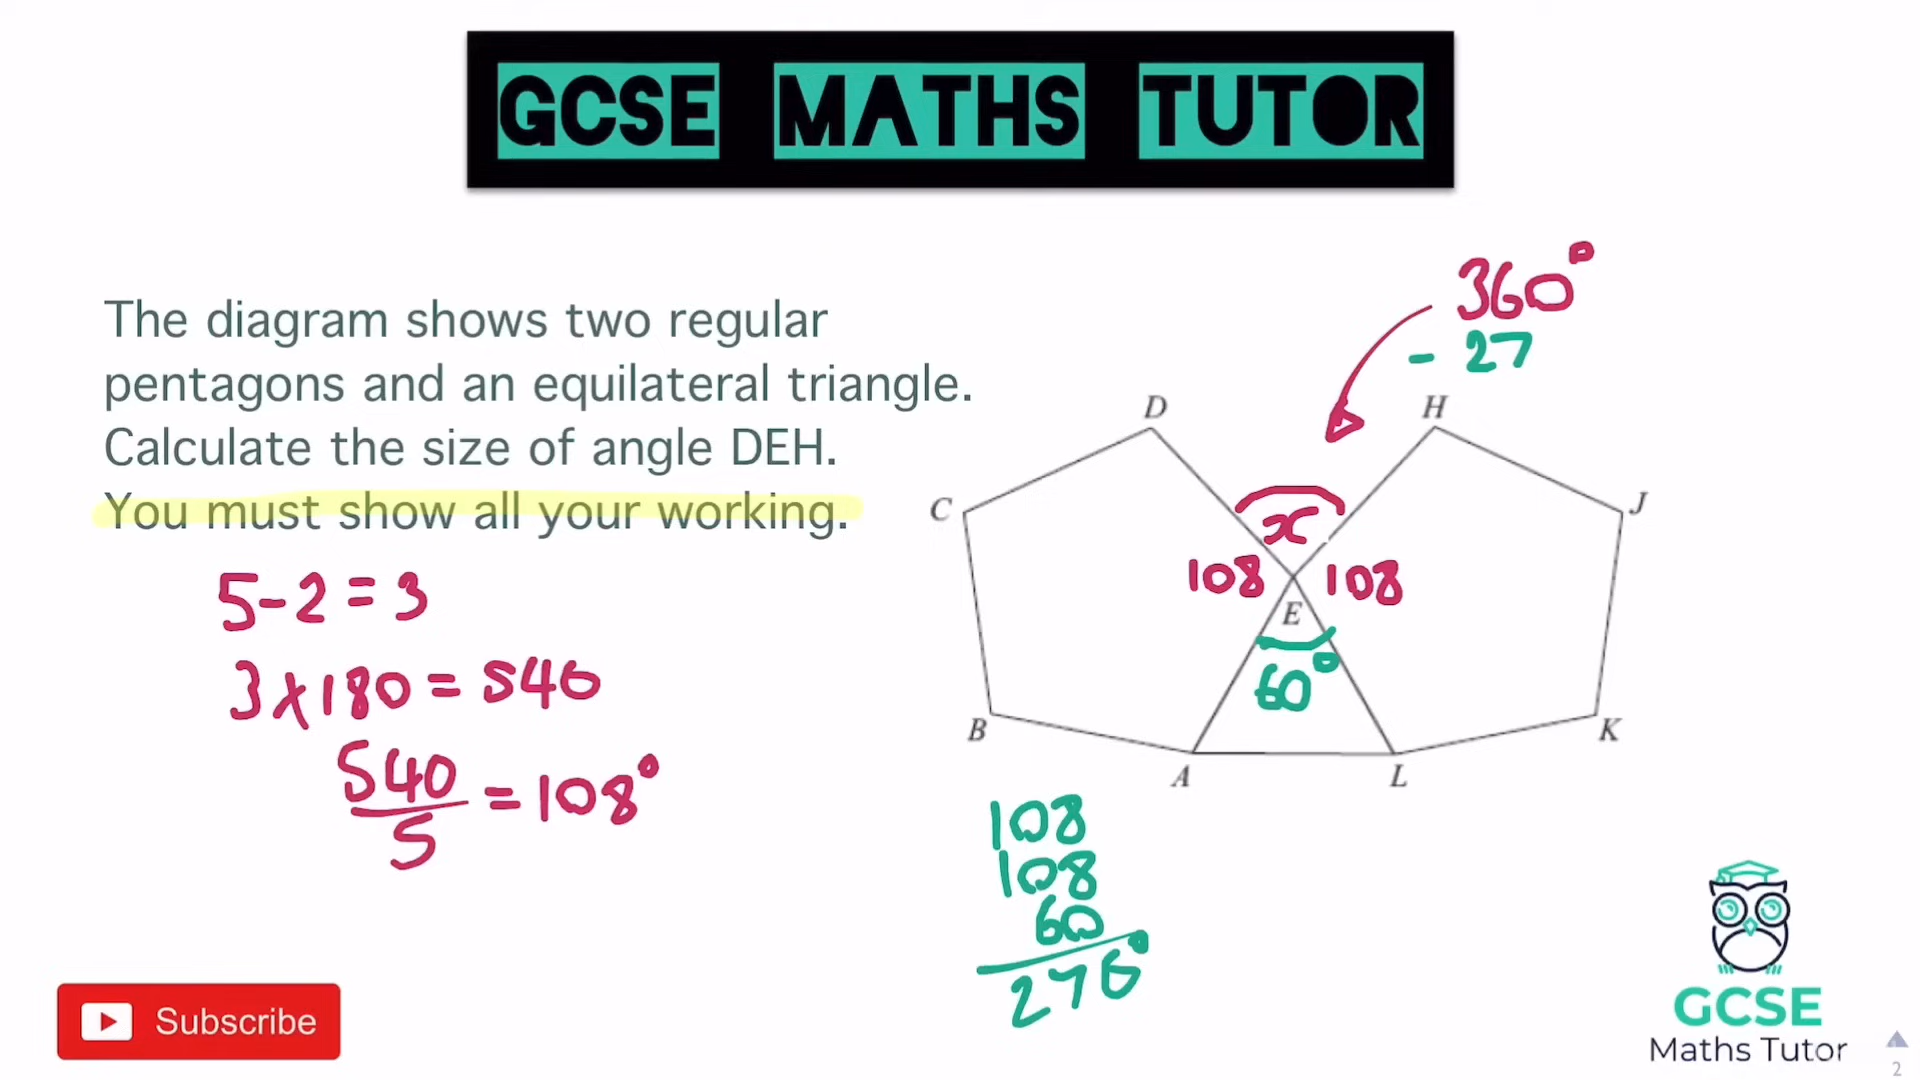 GCSE MATHS TUTOR
The diagram shows two regular
pentagons and an equilateral triangle.
Calculate the size of angle DEH.
You must show all your working.
5-2=3
3x180=540
540
5
=108°
360°
- 27
D
H
C
J
x
108
108
E
60°
B
K
A
L
108
108
60
276°
Subscribe
GCSE
Maths Tutor
2